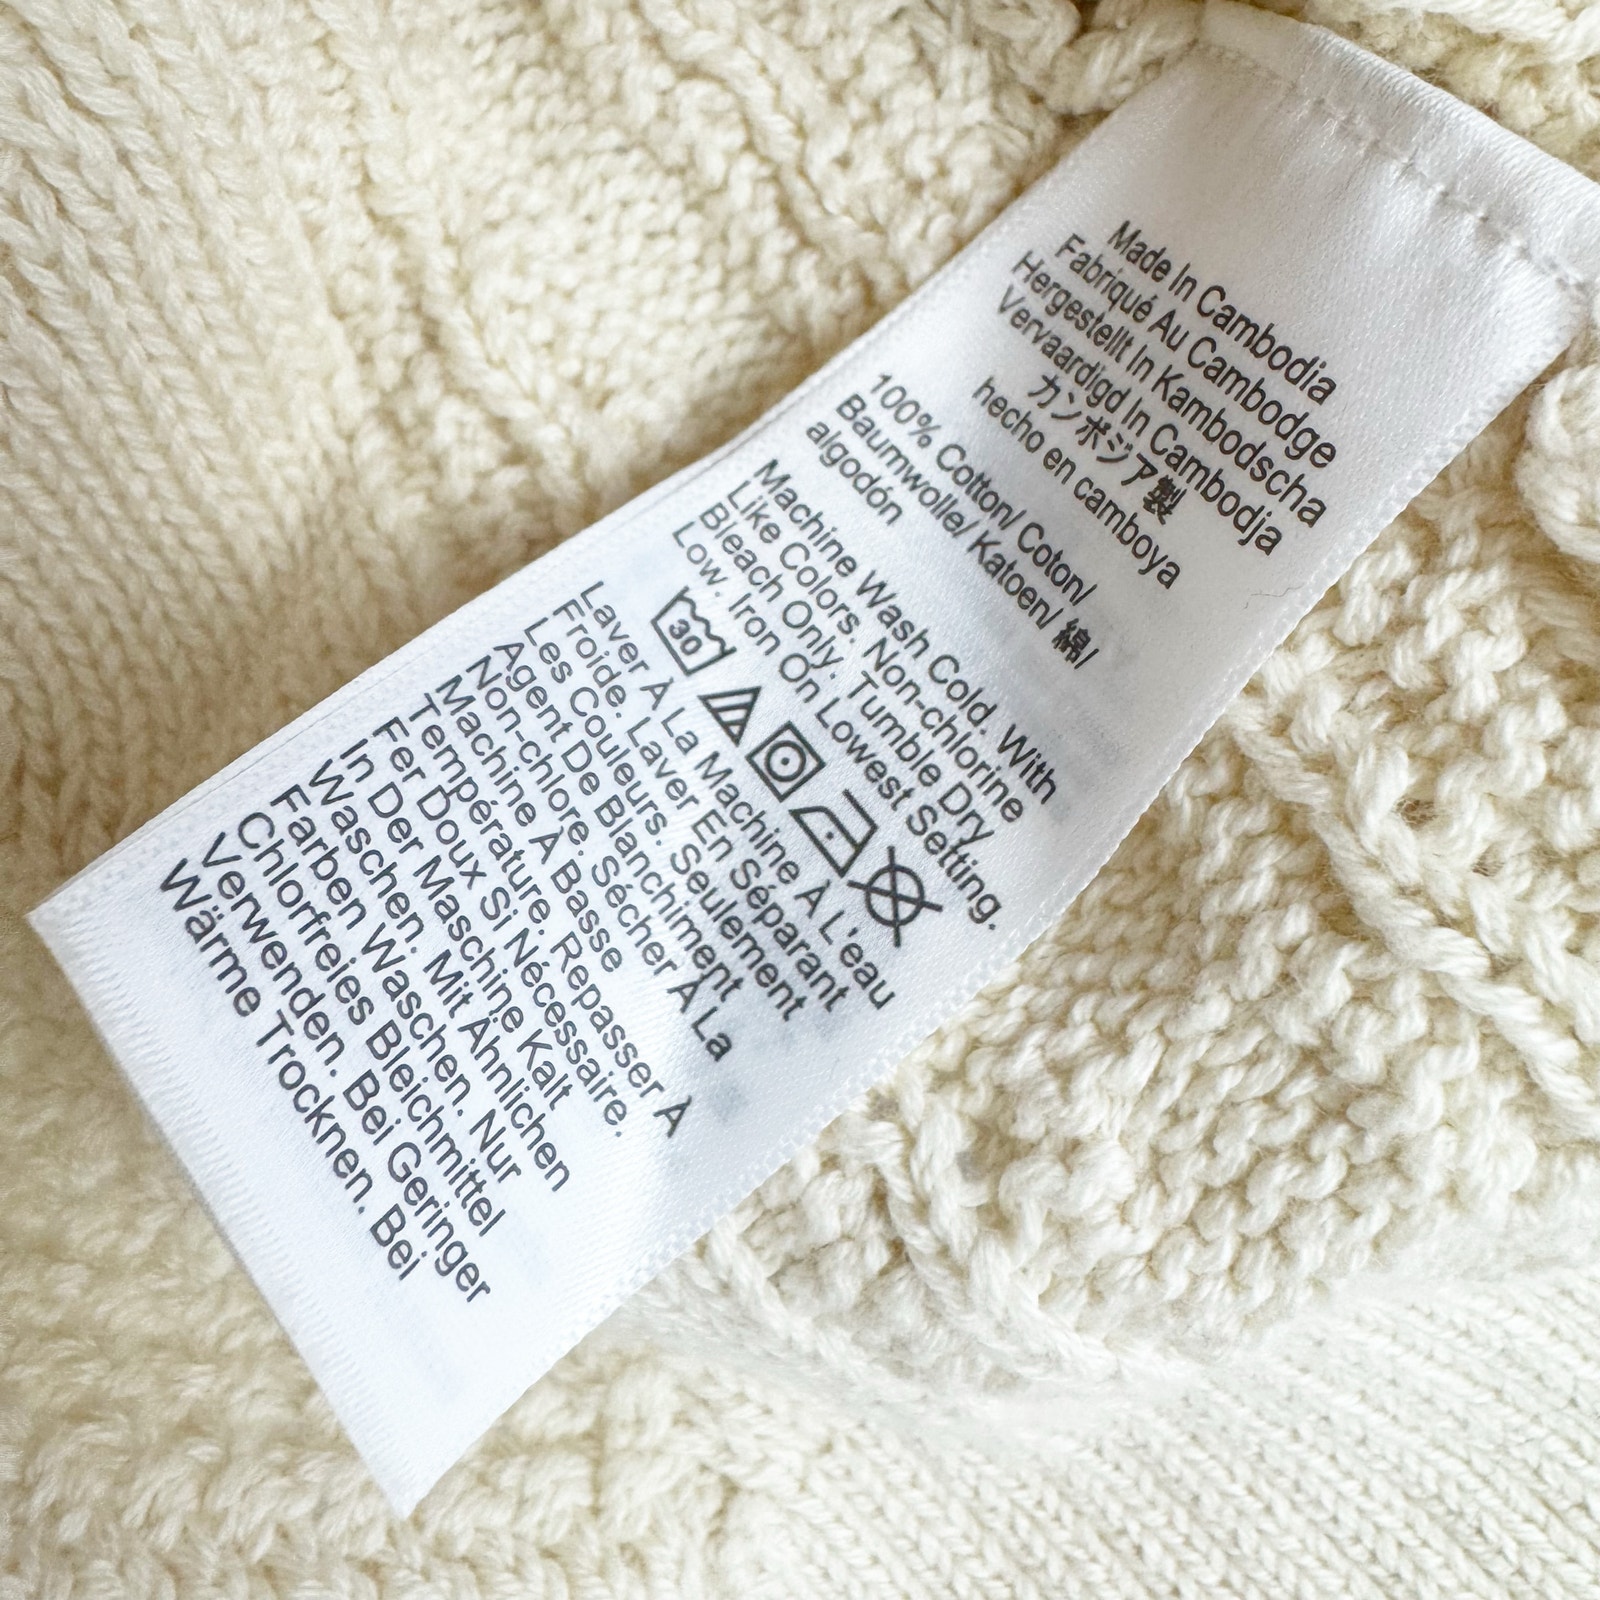 Made In Cambodia
Fabriqué Au Cambodge
Hergestellt In Kambodscha
Vervaardigd In Cambodja
カンボジア製
hecho en camboya
100% Cotton/ Coton/
Baumwolle/ Katoen/ 綿/
algodón
Machine Wash Cold. With
Like Colors. Non-chlorine
Bleach Only. Tumble Dry
Low. Iron On Lowest Setting.
30
Laver À La Machine À L'eau
Froide. Laver En Séparant
Les Couleurs. Seulement
Agent De Blanchiment
Non-chlore. Sécher À La
Machine À Basse
Température. Repasser À
Fer Doux Si Nécessaire.
In Der Maschine Kalt
Waschen. Mit Ähnlichen
Farben Waschen. Nur
Chlorfreies Bleichmittel
Verwenden. Bei Geringer
Wärme Trocknen. Bei